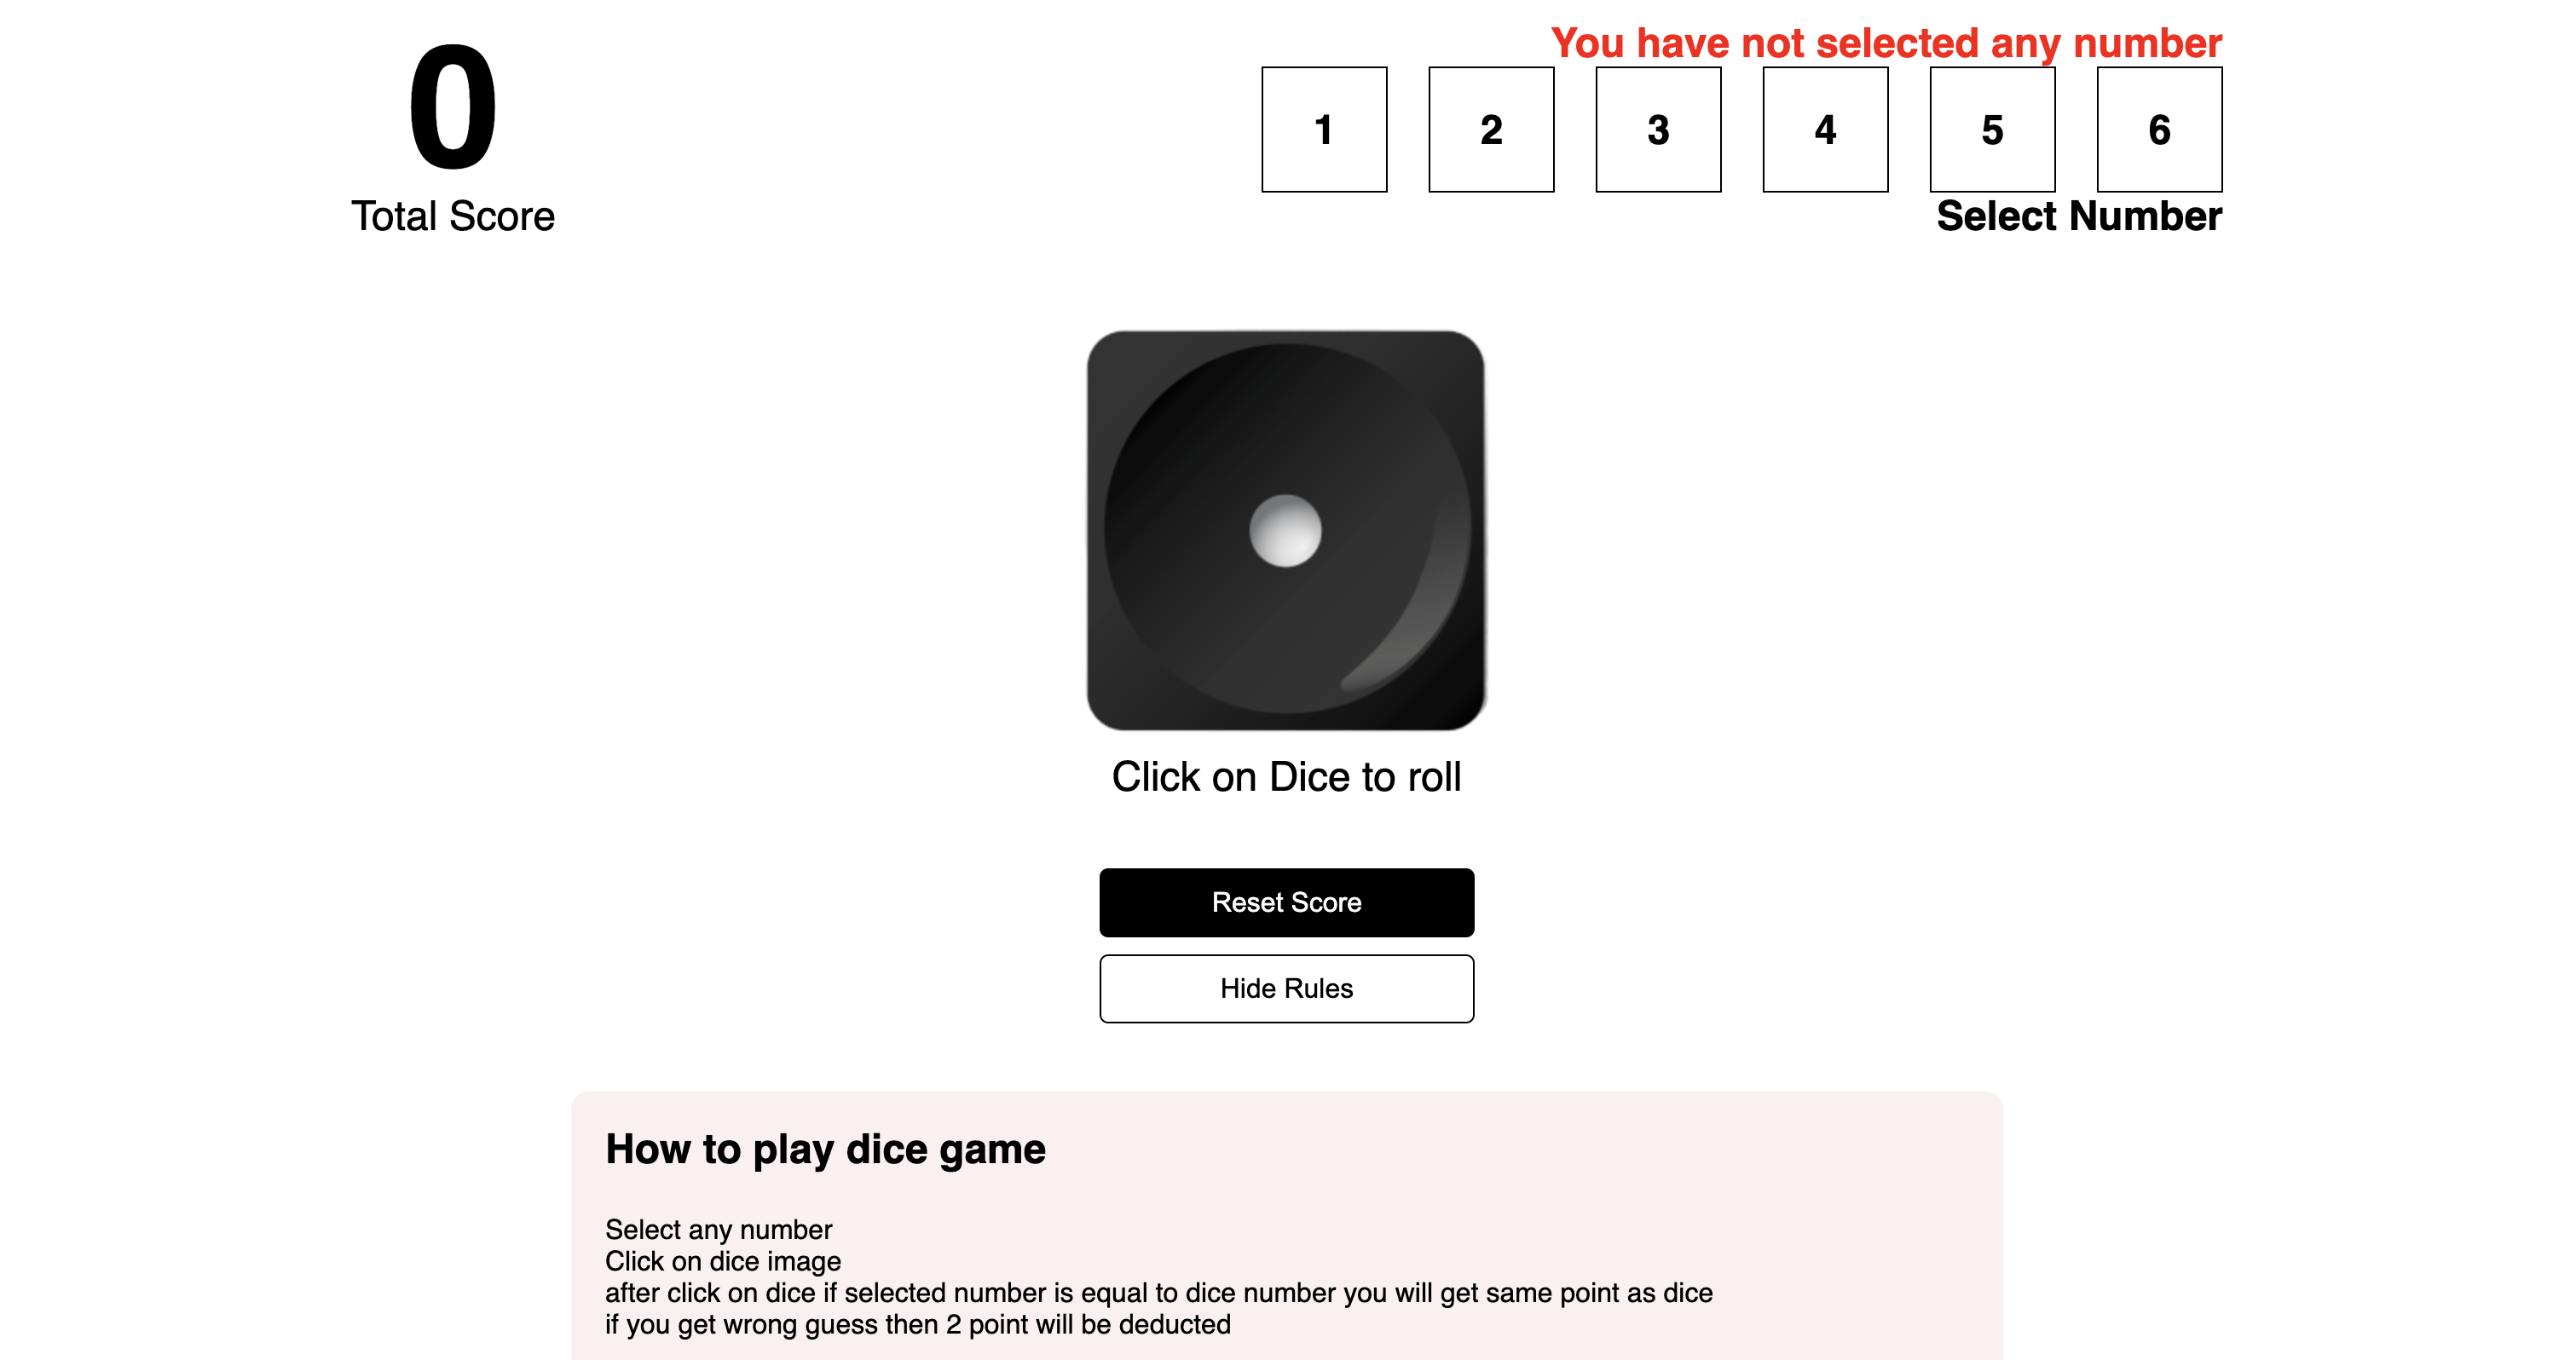 0
Total Score
You have not selected any number
1 2 3 4 5 6
Select Number
Click on Dice to roll
Reset Score
Hide Rules
How to play dice game
Select any number
Click on dice image
after click on dice if selected number is equal to dice number you will get same point as dice
if you get wrong guess then 2 point will be deducted